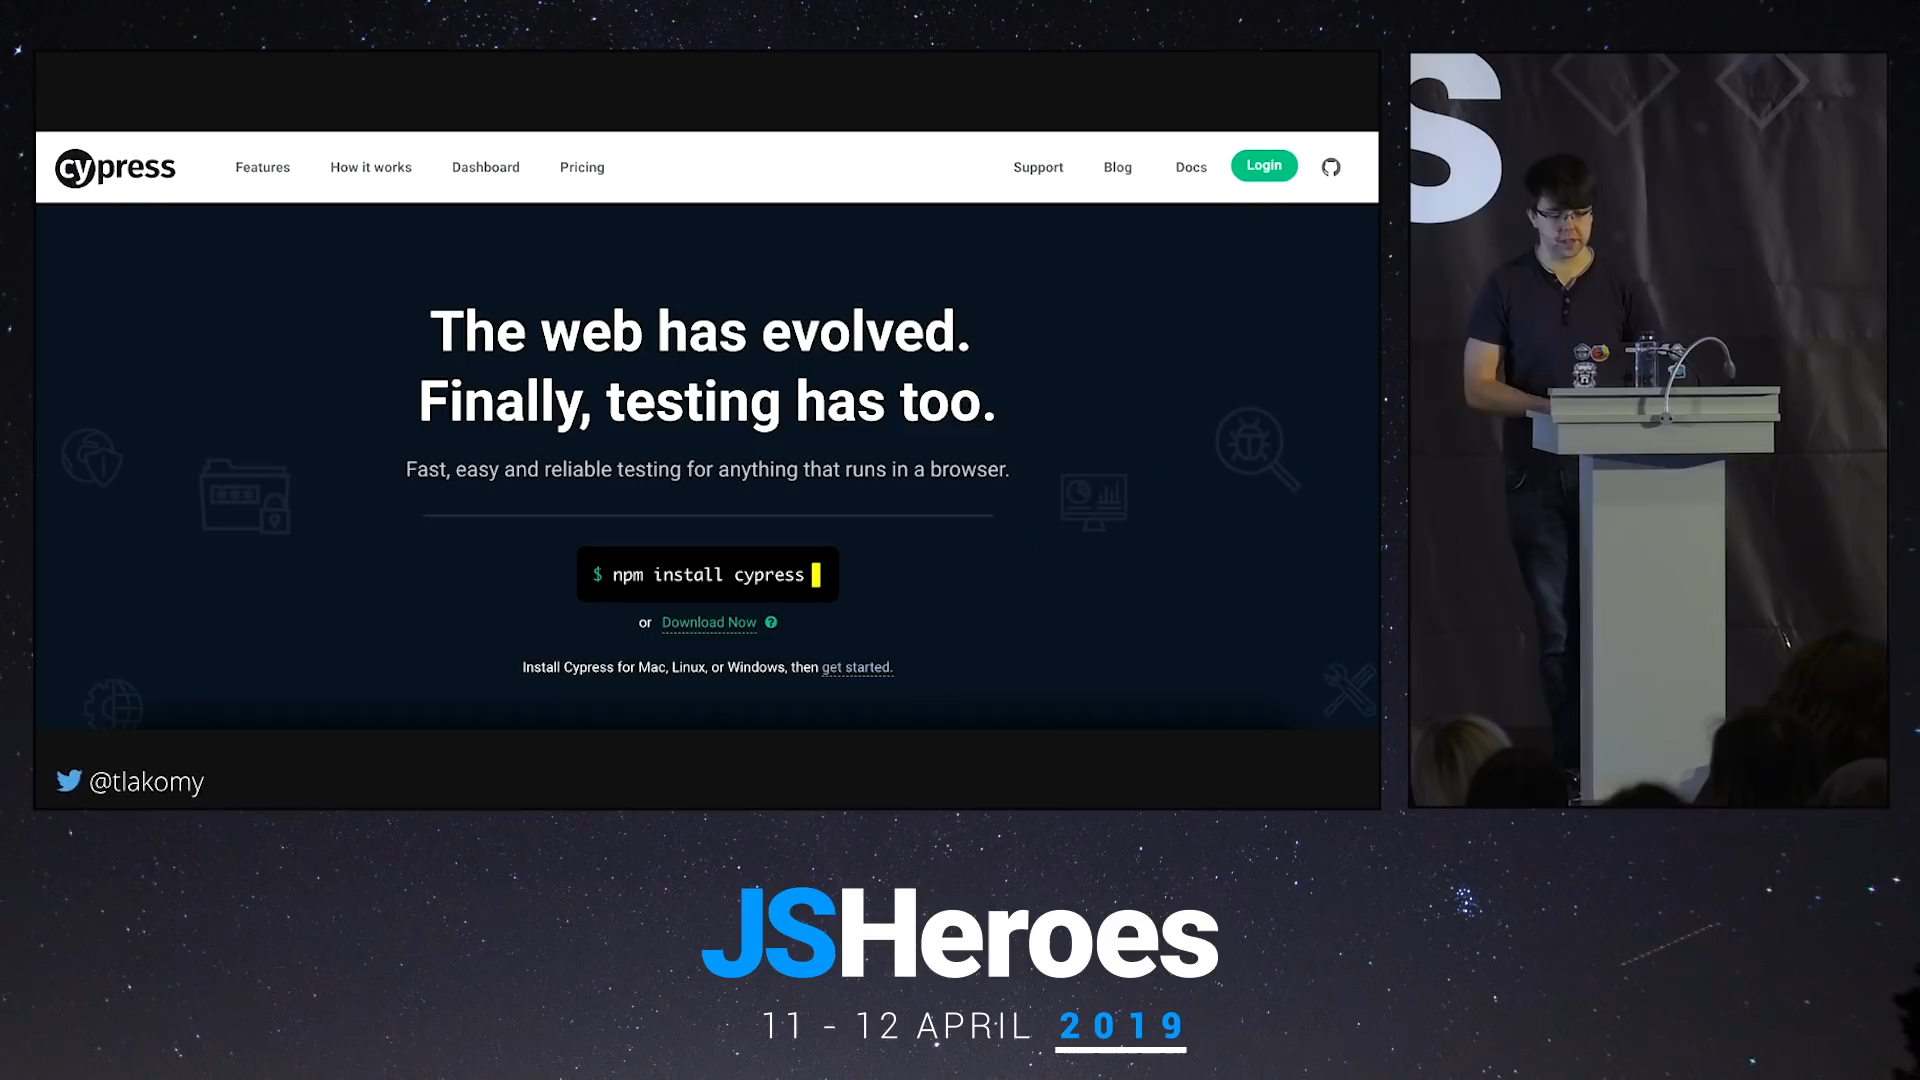 cypress
Features
How it works
Dashboard
Pricing
Support
Blog
Docs
Login
The web has evolved.
Finally, testing has too.
Fast, easy and reliable testing for anything that runs in a browser.
$ npm install cypress
or Download Now ?
Install Cypress for Mac, Linux, or Windows, then get started.
@tlakomy
S
JSHeroes
11 - 12 APRIL 2019